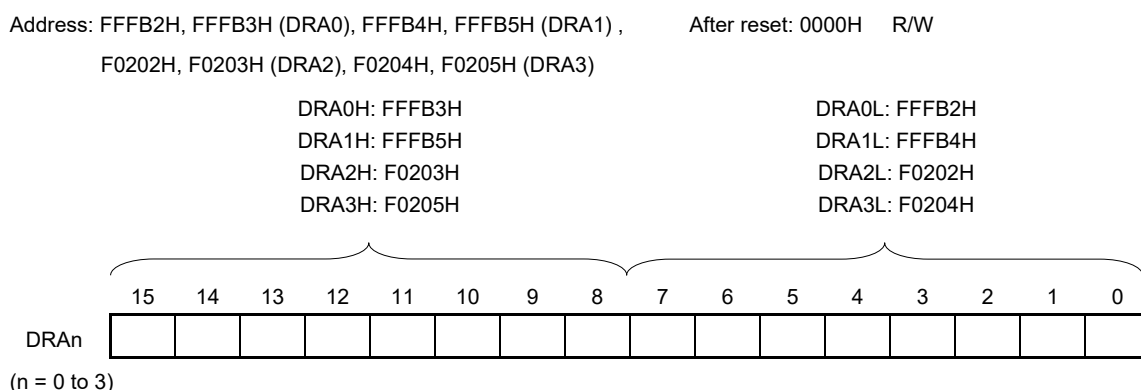 Address: FFFB2H, FFFB3H (DRA0), FFFB4H, FFFB5H (DRA1) , After reset: 0000H R/W
F0202H, F0203H (DRA2), F0204H, F0205H (DRA3)
DRA0H: FFFB3H DRA0L: FFFB2H
DRA1H: FFFB5H DRA1L: FFFB4H
DRA2H: F0203H DRA2L: F0202H
DRA3H: F0205H DRA3L: F0204H
15 14 13 12 11 10 9 8 7 6 5 4 3 2 1 0
DRAn
(n = 0 to 3)